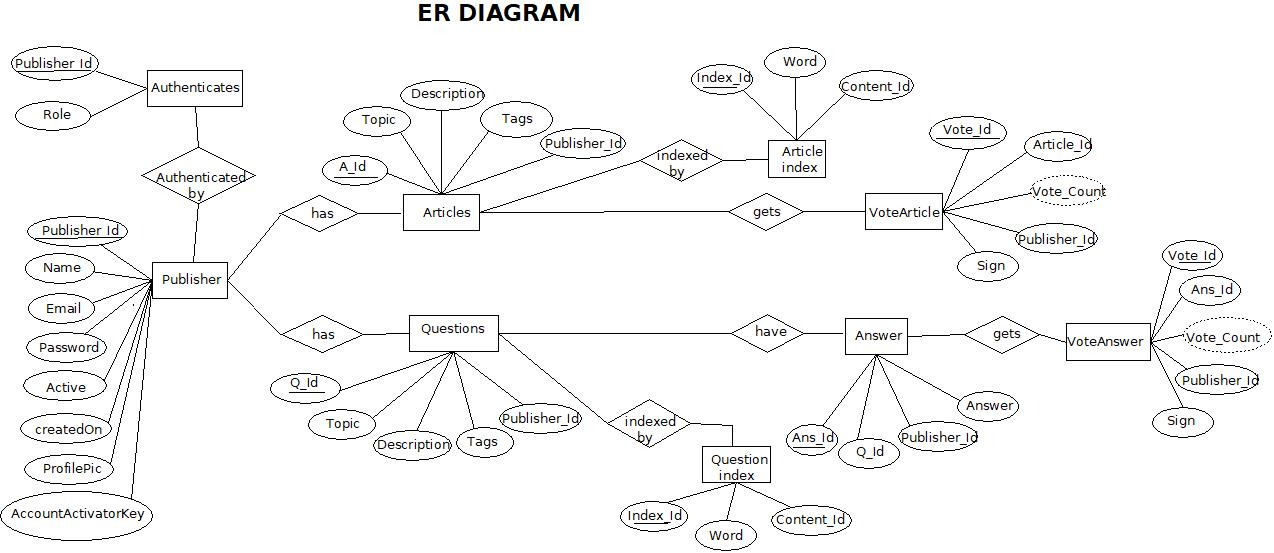 ER DIAGRAM
Publisher_Id
Authenticates
Role
Authenticated
by
Topic
Description
Tags
A_Id
Publisher_Id
Articles
has
indexed
by
Index_Id
Word
Content_Id
Article
index
gets
VoteArticle
Vote_Id
Article_Id
Vote_Count
Publisher_Id
Sign
Publisher_Id
Name
Email
Password
Active
createdOn
ProfilePic
AccountActivatorKey
Publisher
has
Questions
Q_Id
Topic
Description
Tags
Publisher_Id
indexed
by
Question
index
Index_Id
Word
Content_Id
have
Answer
Ans_Id
Q_Id
Publisher_Id
Answer
gets
VoteAnswer
Vote_Id
Ans_Id
Vote_Count
Publisher_Id
Sign